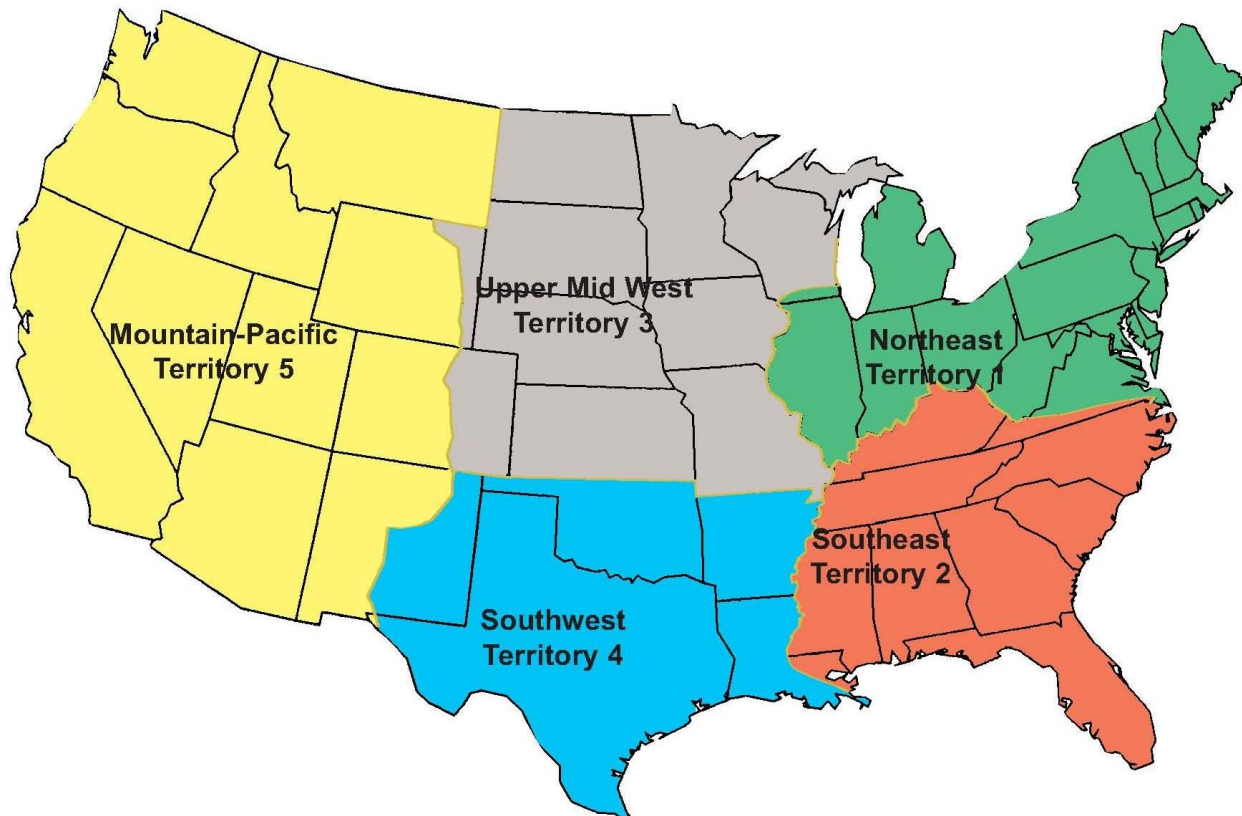 Upper Mid West
Territory 3
Mountain-Pacific
Territory 5
Northeast
Territory 1
Southeast
Territory 2
Southwest
Territory 4